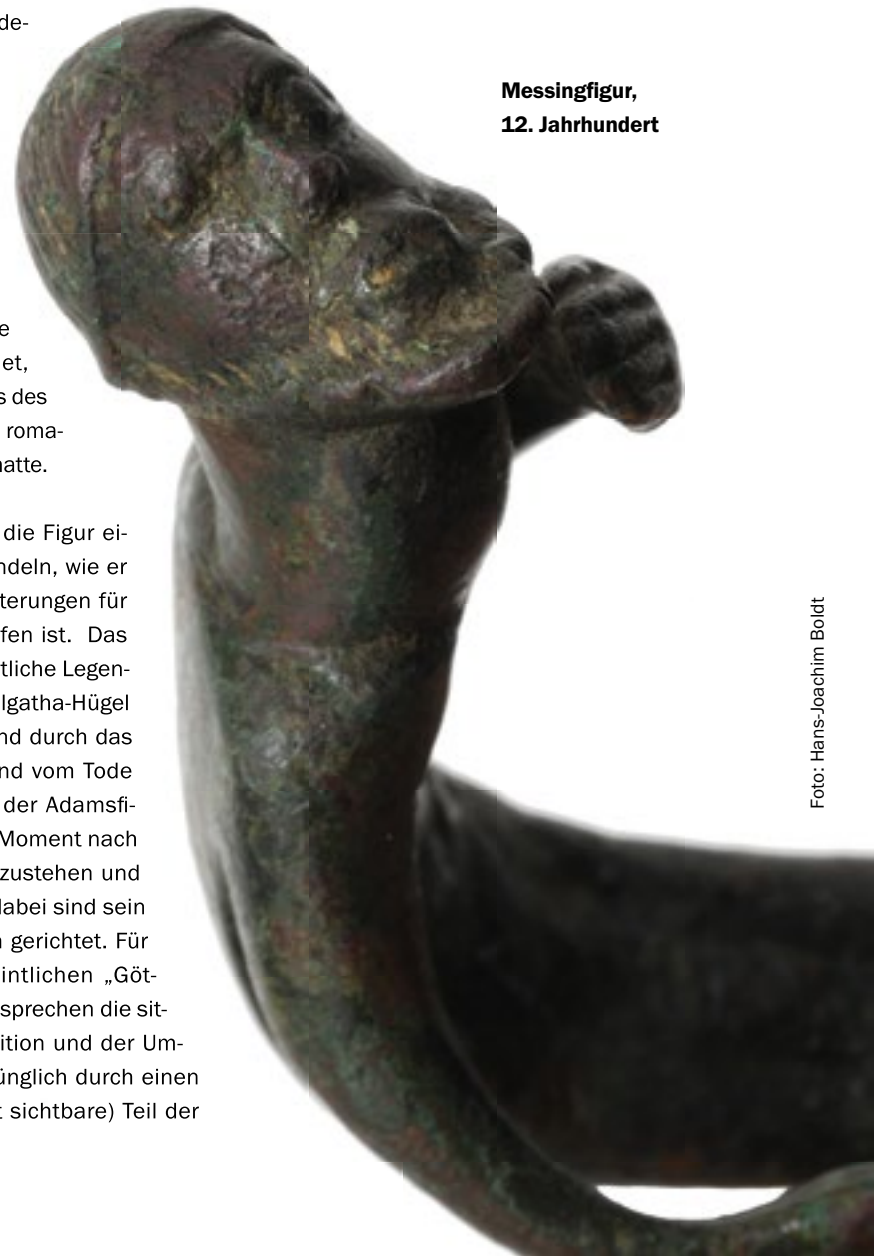 de-
Messingfigur,
12. Jahrhundert
e
et,
s des
roma-
hatte.
die Figur ei-
ndeln, wie er
terungen für
fen ist. Das
tliche Legen-
lgatha-Hügel
nd durch das
nd vom Tode
der Adamsfi-
Moment nach
zustehen und
dabei sind sein
n gerichtet. Für
intlichen „Göt-
sprechen die sit-
ition und der Um-
ünglich durch einen
t sichtbare) Teil der
Foto: Hans-Joachim Boldt